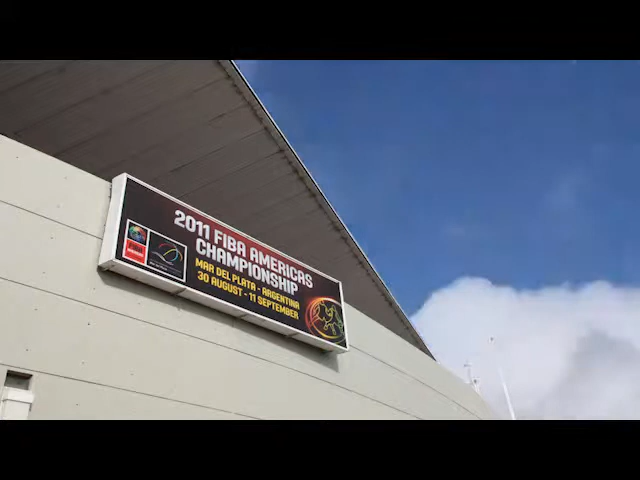 2011 FIBA AMERICAS
CHAMPIONSHIP
MAR DEL PLATA - ARGENTINA
30 AUGUST - 11 SEPTEMBER